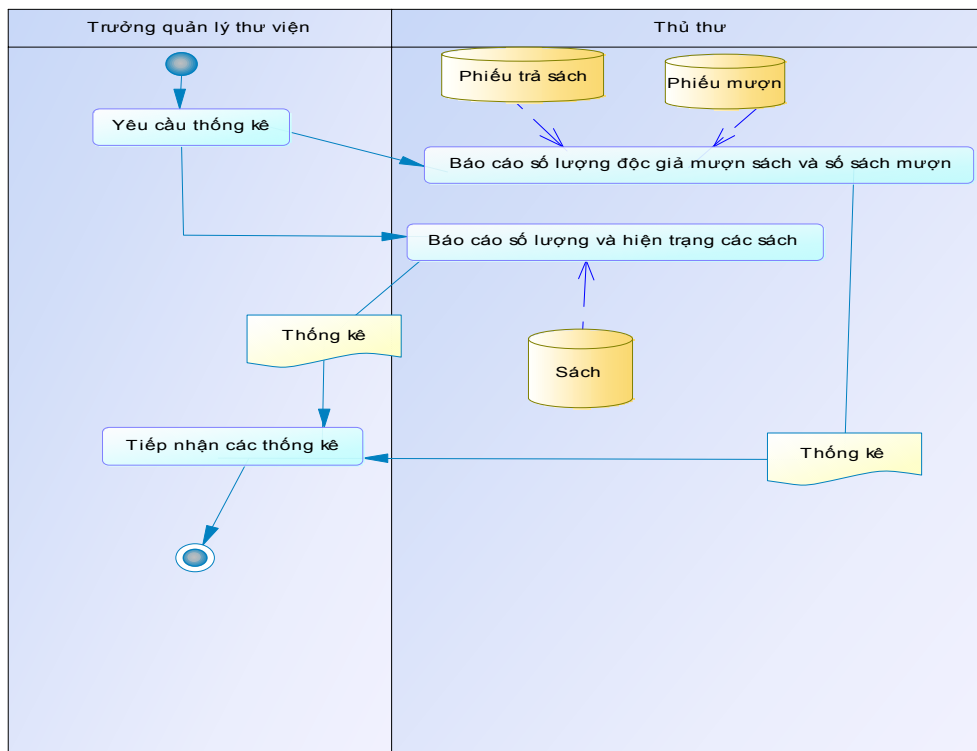 Trưởng quản lý thư viện
Thủ thư
Phiếu trả sách
Phiếu mượn
Yêu cầu thống kê
Báo cáo số lượng độc giả mượn sách và số sách mượn
Báo cáo số lượng và hiện trạng các sách
Thống kê
Sách
Tiếp nhận các thống kê
Thống kê